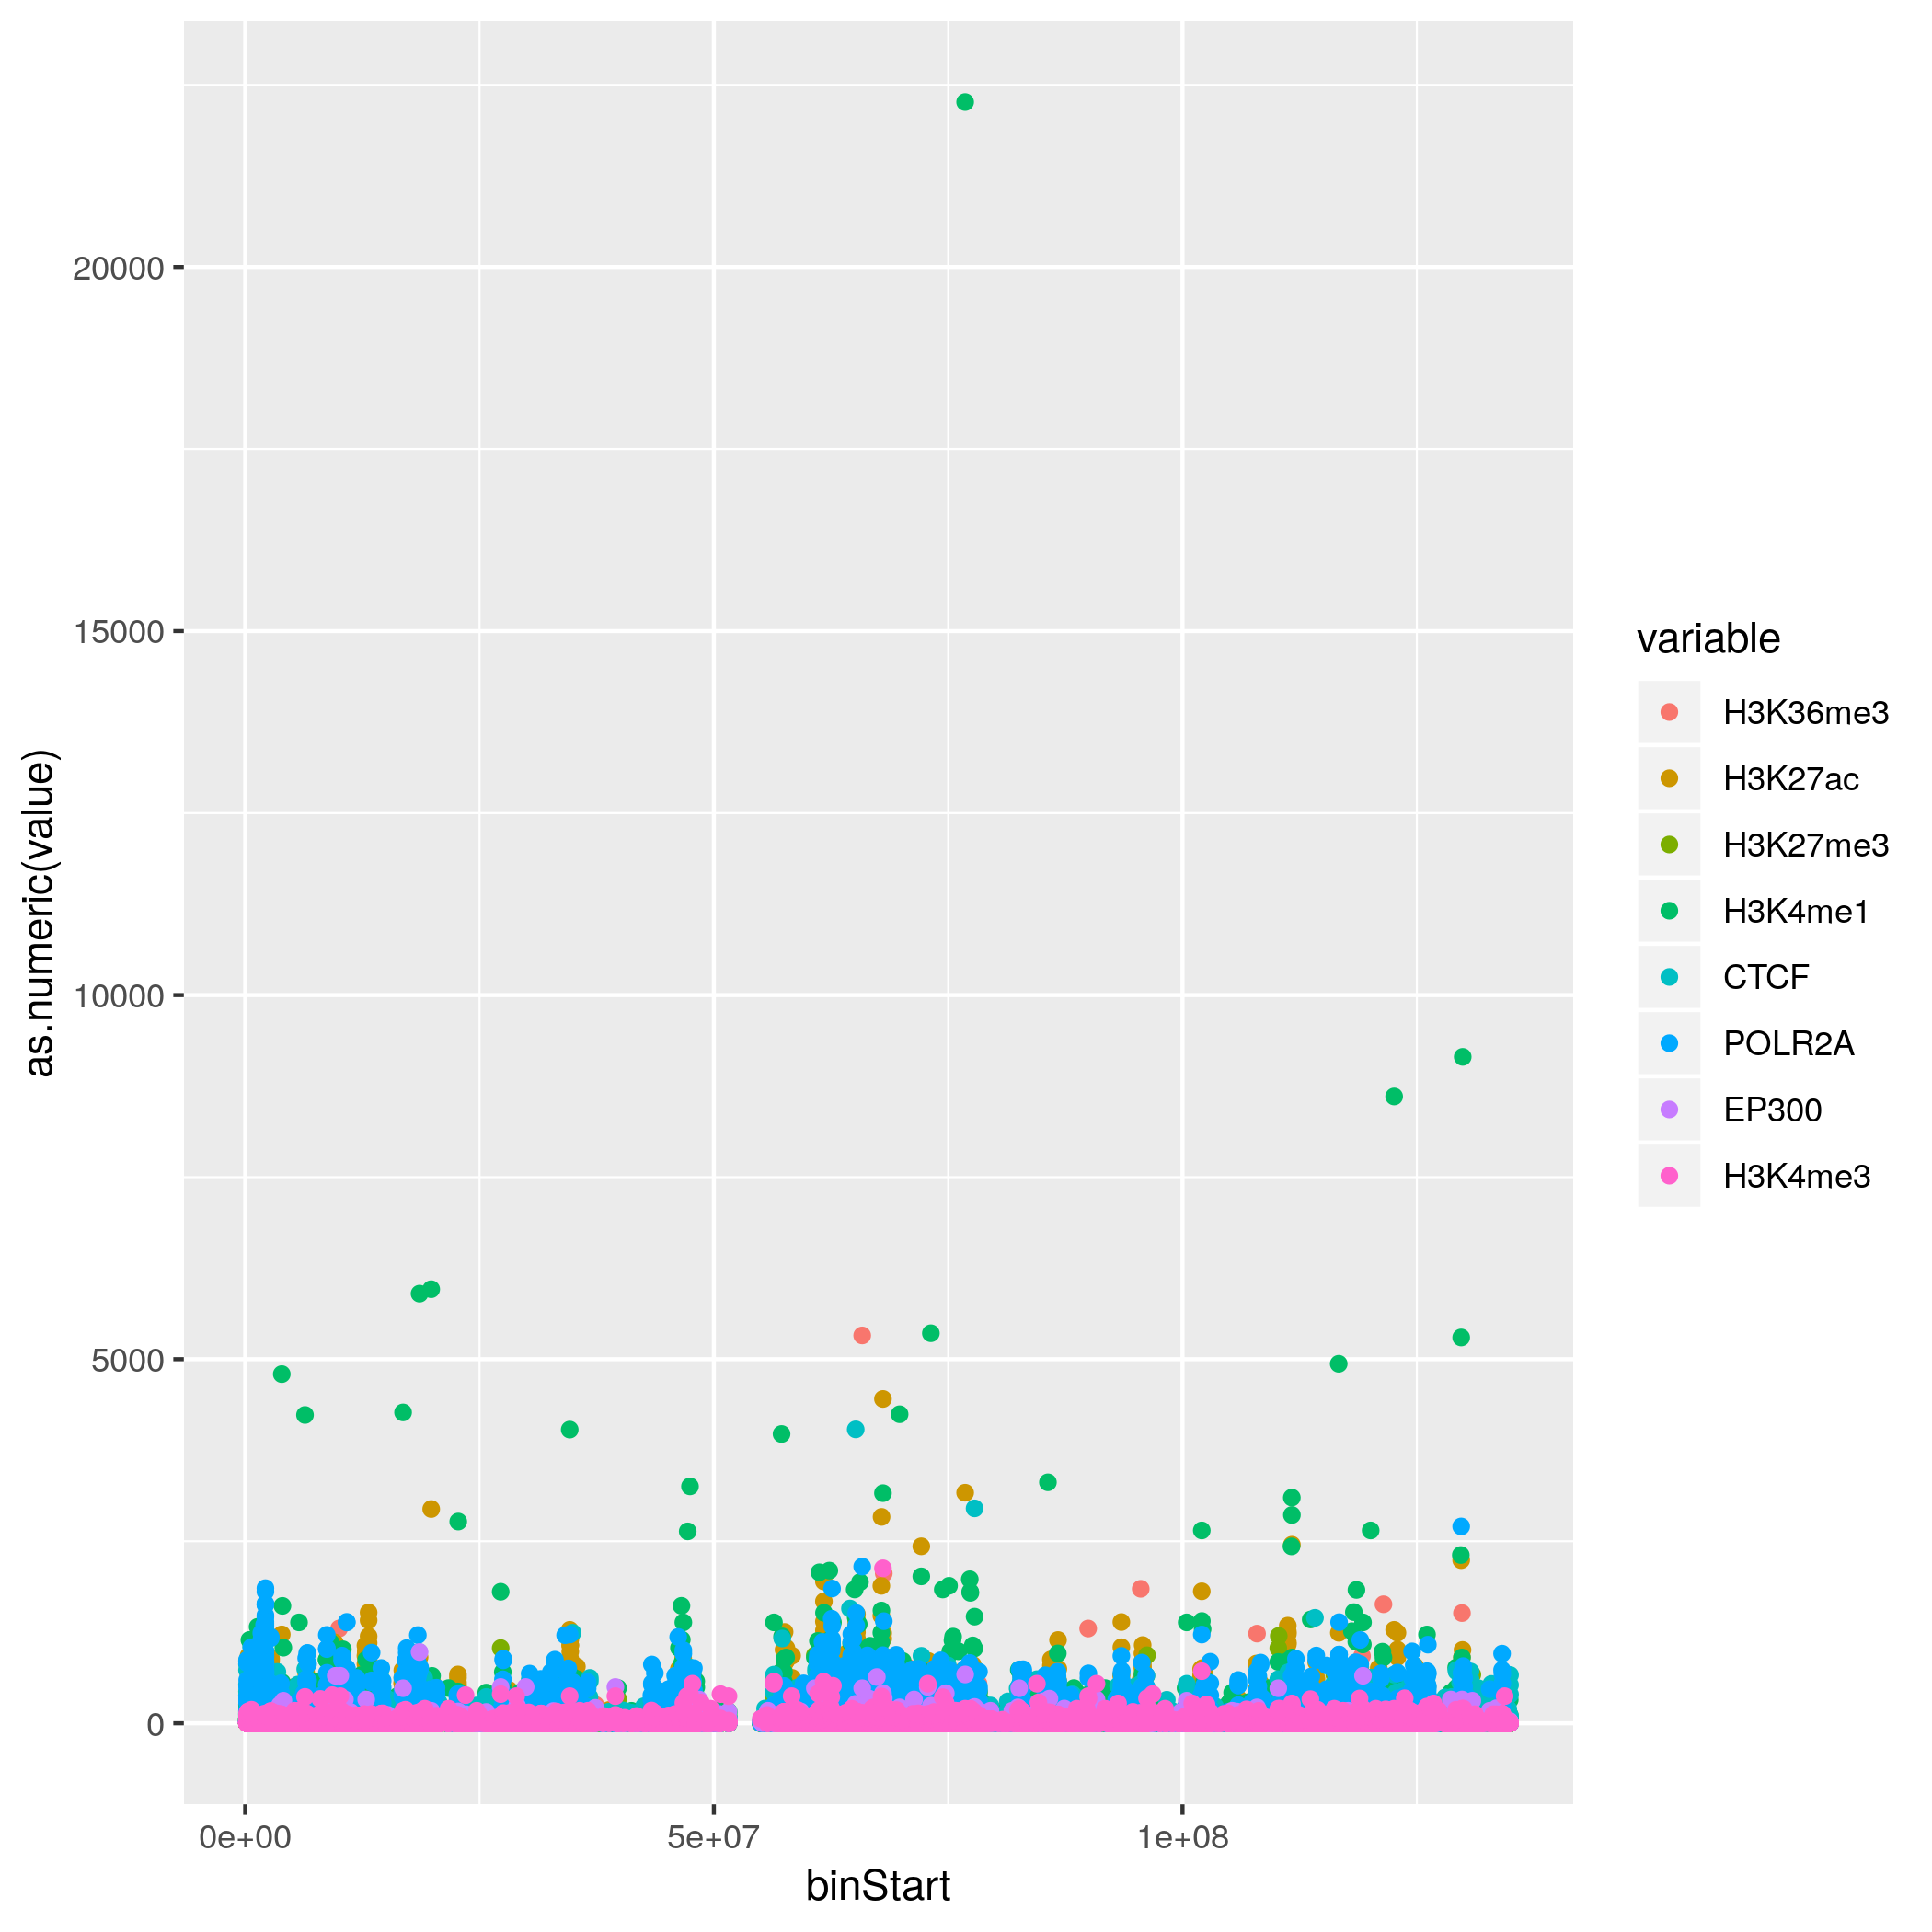 20000
15000
10000
5000
0
as.numeric(value)
0e+00
5e+07
1e+08
binStart
variable
H3K36me3
H3K27ac
H3K27me3
H3K4me1
CTCF
POLR2A
EP300
H3K4me3